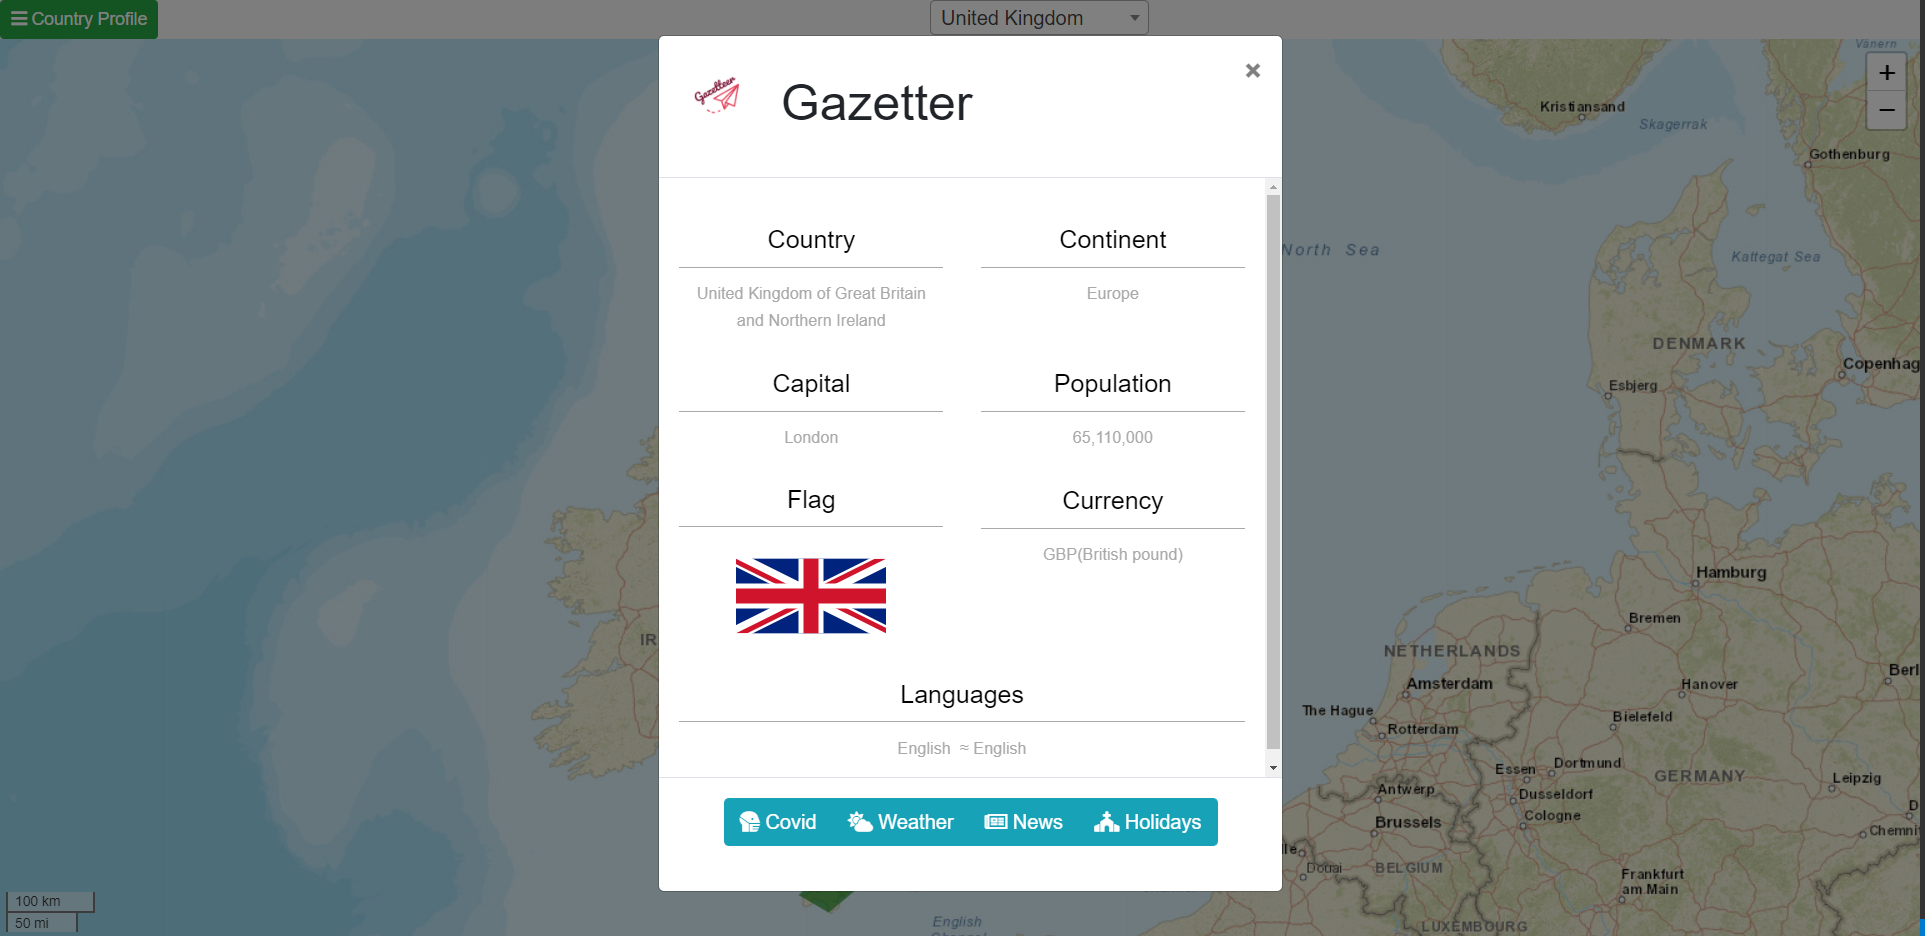 Country Profile
United Kingdom
Gazetteer
Gazetter
×
Country
Continent
United Kingdom of Great Britain
and Northern Ireland
Europe
Capital
Population
London
65,110,000
Flag
Currency
GBP(British pound)
Languages
English ≈ English
Covid
Weather
News
Holidays
Vänern
+
−
Kristiansand
Skagerrak
Gothenburg
North Sea
Kattegat Sea
DENMARK
Copenhag
Esbjerg
Hamburg
Bremen
IR
NETHERLANDS
Berl
Amsterdam
Hanover
The Hague
Bielefeld
Rotterdam
Dortmund
Essen
GERMANY
Leipzig
Antwerp
Dusseldorf
D
Cologne
Brussels
Chemnit
lle
Douai
BELGIUM
Frankfurt
am Main
100 km
50 mi
English
LUXEMBOURG